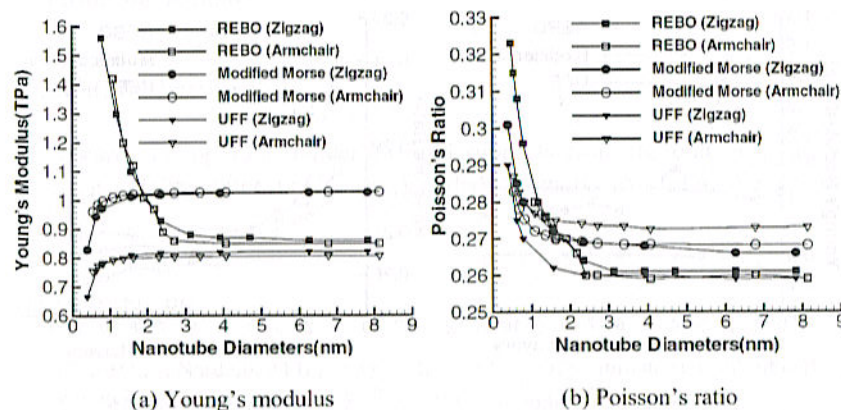 1.6
1.5
1.4
1.3
1.2
1.1
1
0.9
0.8
0.7
0.6
Young's Modulus(TPa)
REBO (Zigzag)
REBO (Armchair)
Modified Morse (Zigzag)
Modified Morse (Armchair)
UFF (Zigzag)
UFF (Armchair)
0 1 2 3 4 5 6 7 8 9
Nanotube Diameters(nm)
(a) Young's modulus
0.33
0.32
0.31
0.3
0.29
0.28
0.27
0.26
0.25
Poisson's Ratio
REBO (Zigzag)
REBO (Armchair)
Modified Morse (Zigzag)
Modified Morse (Armchair)
UFF (Zigzag)
UFF (Armchair)
0 1 2 3 4 5 6 7 8 9
Nanotube Diameters(nm)
(b) Poisson's ratio